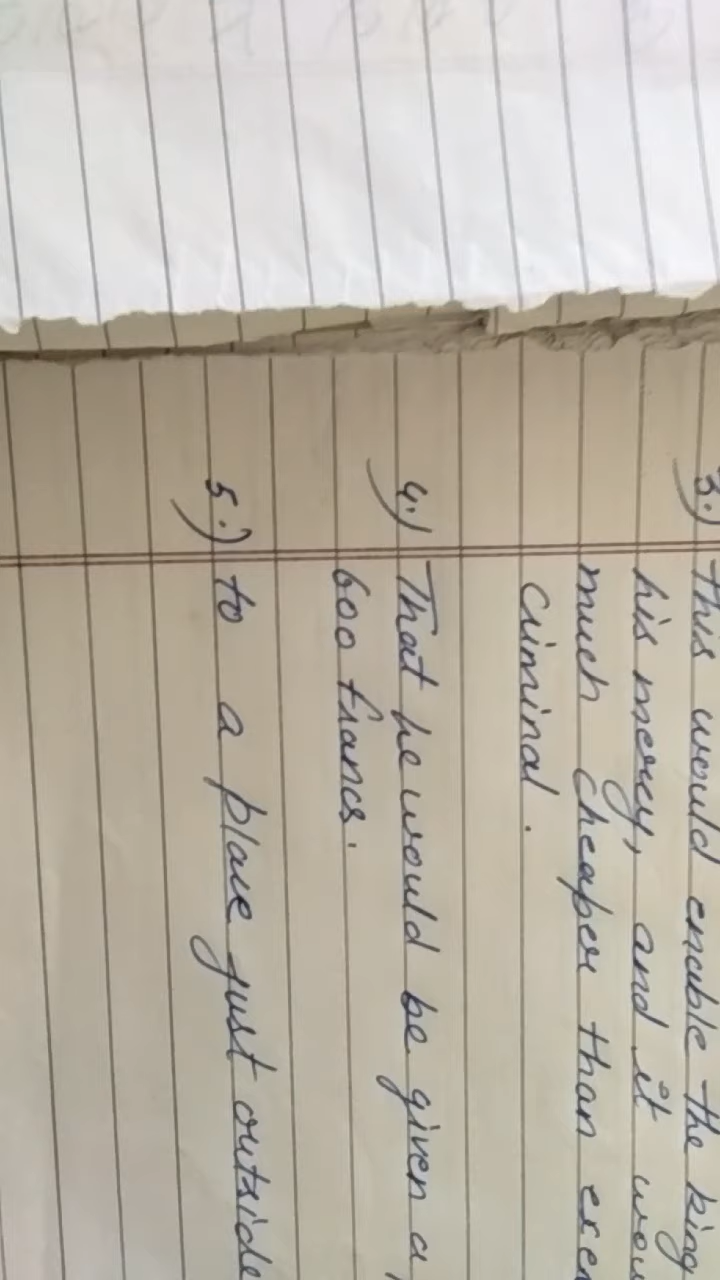 3.) This would enable the king
his mercy, and it
much cheaper than
criminal.
4.) That he would be given a
600 francs.
5.) to a place just outside